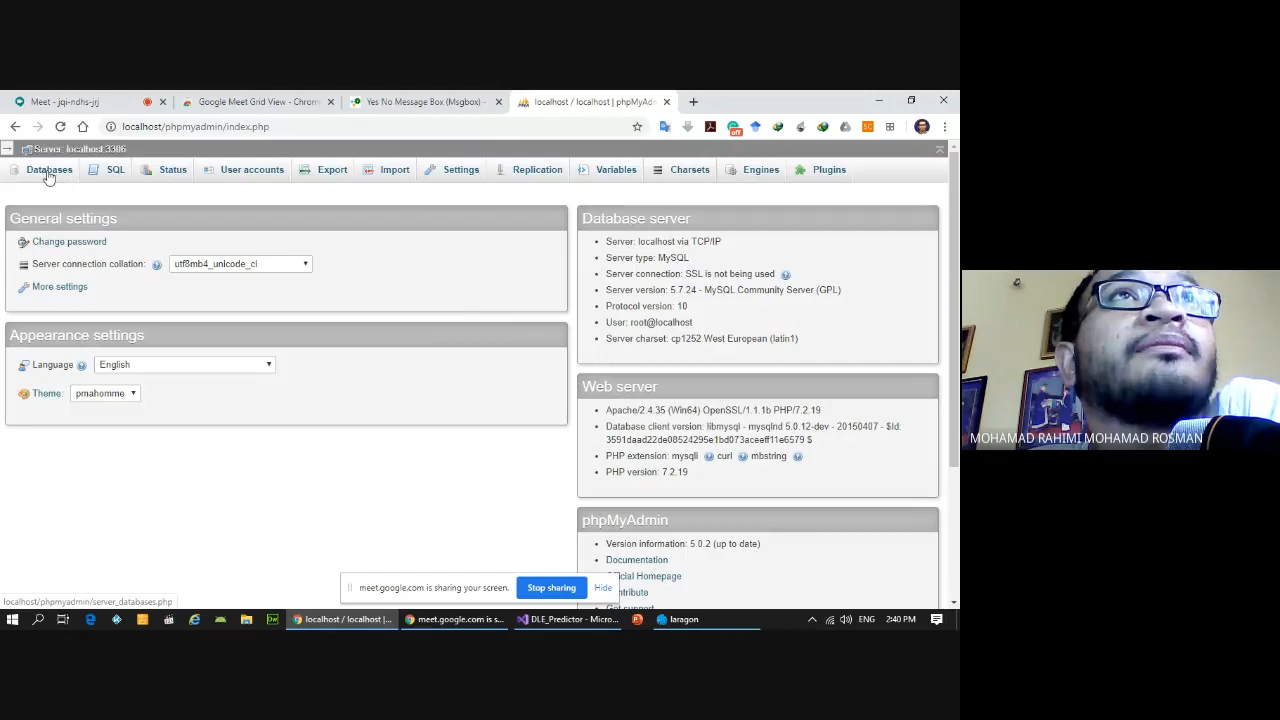 Meet - jqi-ndhs-jrj
Google Meet Grid View - Chrom
Yes No Message Box (Msgbox) -
localhost / localhost | phpMyAdm
localhost/phpmyadmin/index.php
off
Server: localhost:3306
Databases SQL Status User accounts Export Import Settings Replication Variables Charsets Engines Plugins
General settings
Change password
Server connection collation: utf8mb4_unicode_ci
More settings
Appearance settings
Language English
Theme: pmahomme
Database server
Server: localhost via TCP/IP
Server type: MySQL
Server connection: SSL is not being used
Server version: 5.7.24 - MySQL Community Server (GPL)
Protocol version: 10
User: root@localhost
Server charset: cp1252 West European (latin1)
Web server
Apache/2.4.35 (Win64) OpenSSL/1.1.1b PHP/7.2.19
Database client version: libmysql - mysqlnd 5.0.12-dev - 20150407 - $Id:
3591daad22de08524295e1bd073aceeff11e6579 $
PHP extension: mysqli curl mbstring
PHP version: 7.2.19
phpMyAdmin
Version information: 5.0.2 (up to date)
Documentation
Official Homepage
ntribute
Get support
meet.google.com is sharing your screen. Stop sharing Hide
localhost/phpmyadmin/server_databases.php
localhost / localhost |... meet.google.com is s... DLE_Predictor - Micro... laragon ENG 2:40 PM
MOHAMAD RAHIMI MOHAMAD ROSMAN